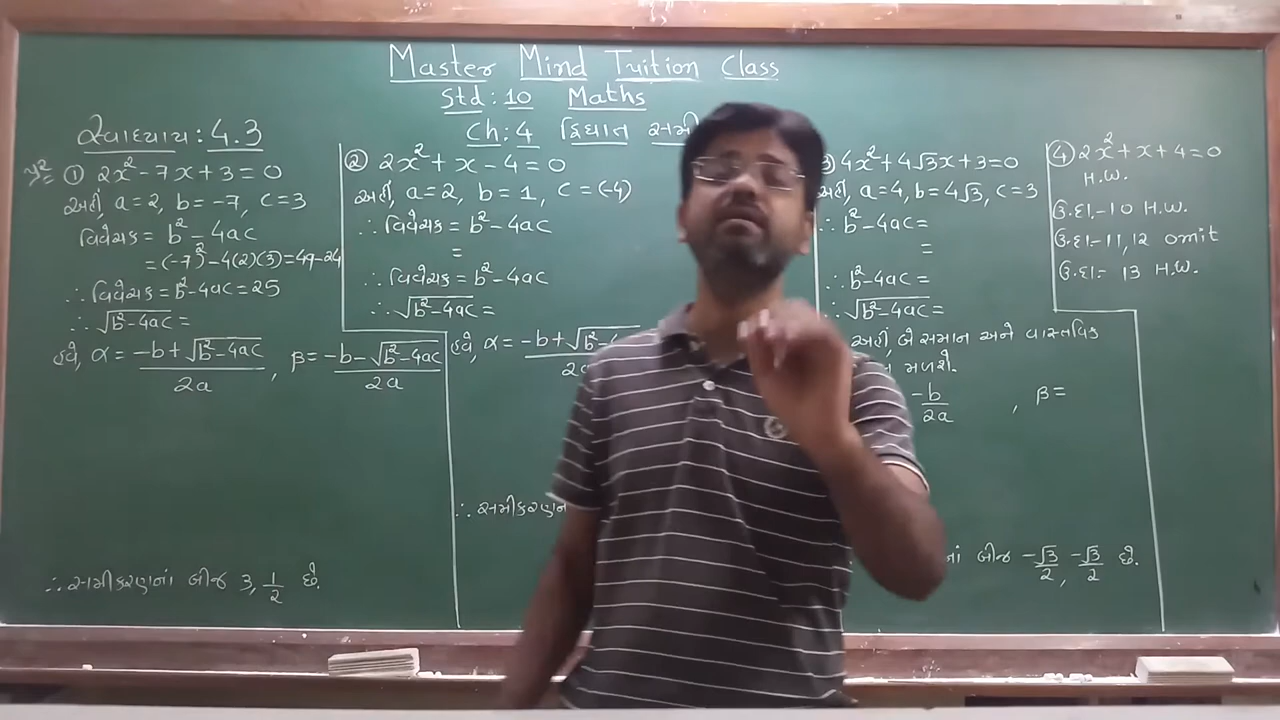 Master Mind Tuition Class
Std: 10 Maths
Ch: 4 દ્વિઘાત સમી
સ્વાધ્યાય: 4.3
① 2x² - 7x + 3 = 0
અહીં, a = 2, b = -7, c = 3
વિવેચક = b² - 4ac
= (-7)² - 4(2)(3) = 49 - 24
∴ વિવેચક = b² - 4ac = 25
∴ √(b² - 4ac) =
હવે, α = (-b + √(b² - 4ac))/2a , β = (-b - √(b² - 4ac))/2a
∴ સમીકરણનાં બીજ 3, 1/2 છે.
② 2x² + x - 4 = 0
અહીં, a = 2, b = 1, c = (-4)
∴ વિવેચક = b² - 4ac
=
∴ વિવેચક = b² - 4ac
∴ √(b² - 4ac) =
હવે, α = -b + √b² - 4
∴ સમીકરણન
3) 4x² + 4√3x + 3 = 0
અહીં, a = 4, b = 4√3, c = 3
∴ b² - 4ac =
=
∴ b² - 4ac =
∴ √(b² - 4ac) =
અહીં, બે સમાન અને વાસ્તવિક
મળશે.
-b/2a , β =
નાં બીજ -√3/2, -√3/2 છે.
④ 2x² + x + 4 = 0
H.W.
ઉ.દા.-10 H.W.
ઉ.દા-11, 12 omit
ઉ.દા- 13 H.W.